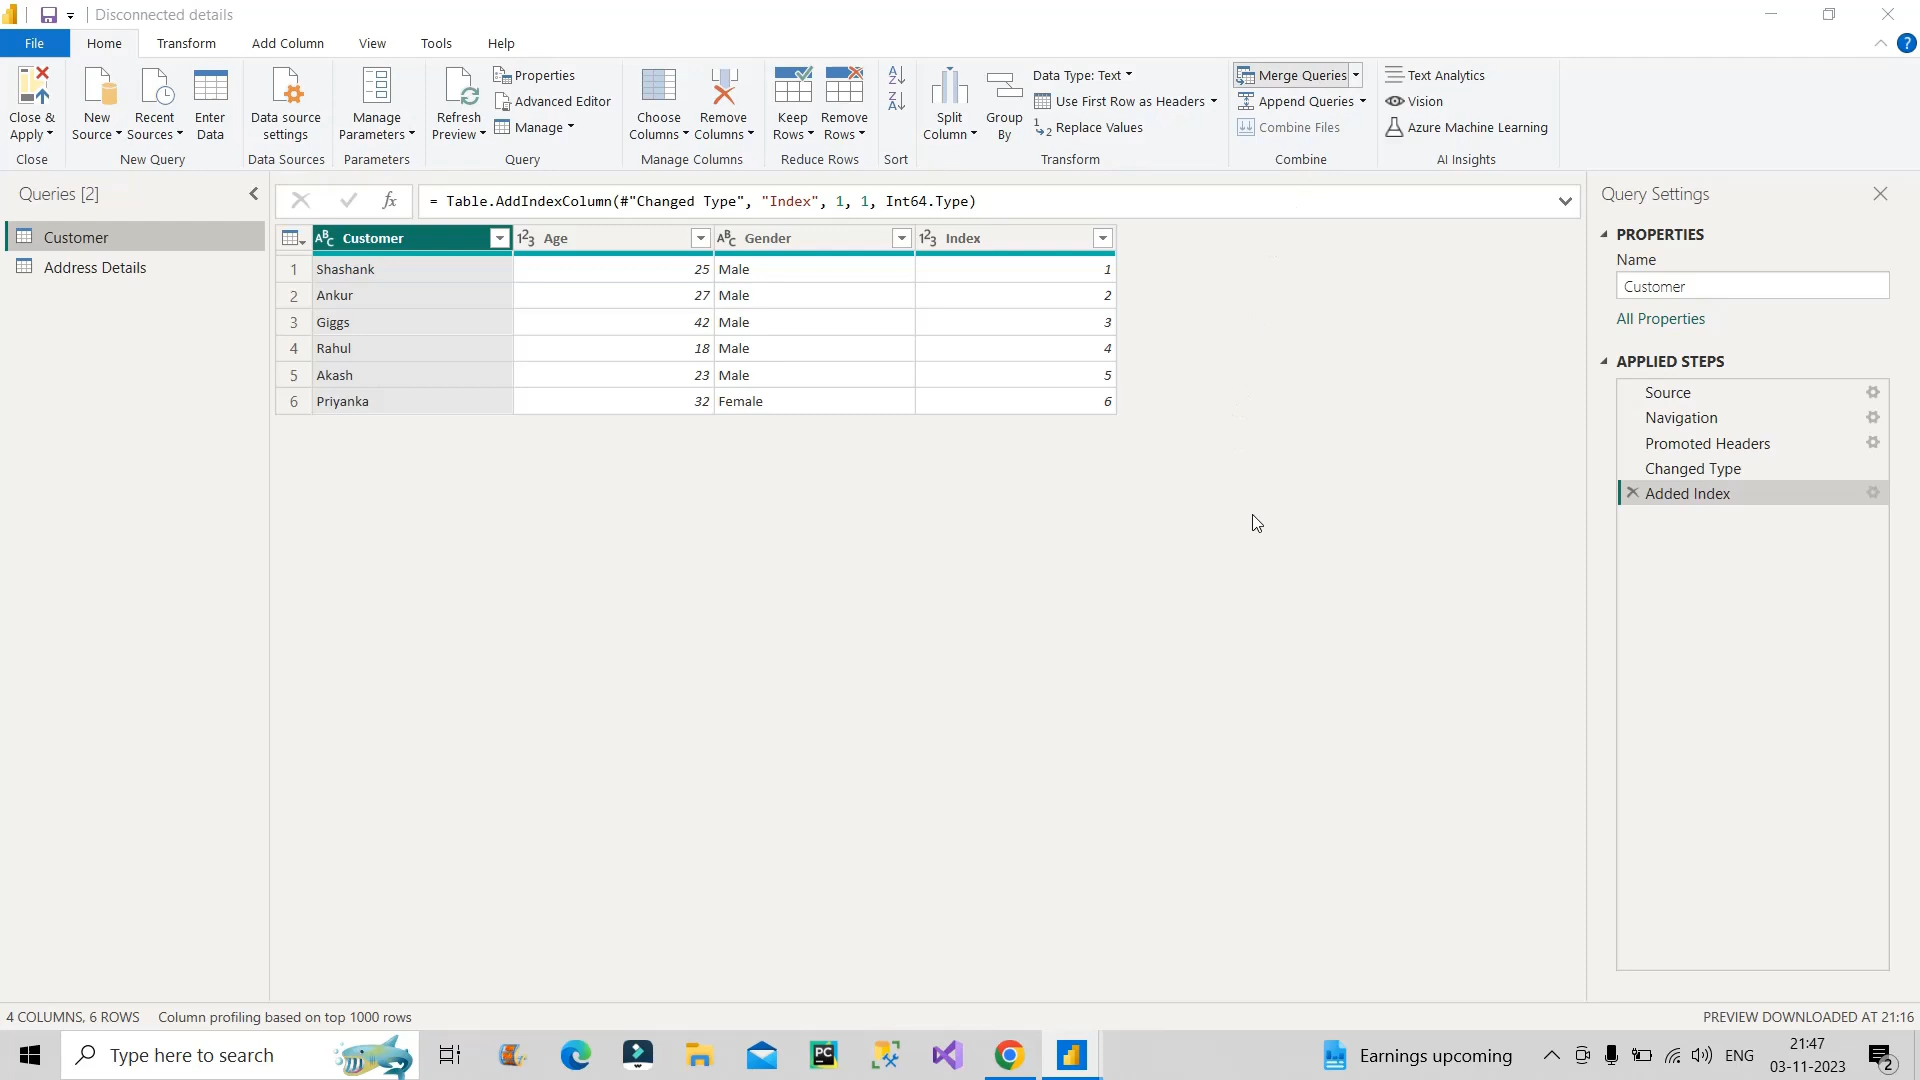 Disconnected details
File
Home
Transform
Add Column
View
Tools
Help
Close &
Apply
Close
New
Source
Recent
Sources
Enter
Data
New Query
Data source
settings
Data Sources
Manage
Parameters
Parameters
Refresh
Preview
Properties
Advanced Editor
Manage
Query
Choose
Columns
Remove
Columns
Manage Columns
Keep
Rows
Remove
Rows
Reduce Rows
A
Z
Z
A
Sort
Split
Column
Group
By
Data Type: Text
Use First Row as Headers
1
2 Replace Values
Transform
Merge Queries
Append Queries
Combine Files
Combine
Text Analytics
Vision
Azure Machine Learning
AI Insights
?
Queries [2]
Customer
Address Details
fx
= Table.AddIndexColumn(#"Changed Type", "Index", 1, 1, Int64.Type)
ABC Customer 123 Age ABC Gender 123 Index
1 Shashank 25 Male 1
2 Ankur 27 Male 2
3 Giggs 42 Male 3
4 Rahul 18 Male 4
5 Akash 23 Male 5
6 Priyanka 32 Female 6
Query Settings
PROPERTIES
Name
Customer
All Properties
APPLIED STEPS
Source
Navigation
Promoted Headers
Changed Type
Added Index
4 COLUMNS, 6 ROWS Column profiling based on top 1000 rows
PREVIEW DOWNLOADED AT 21:16
Type here to search
PC
Earnings upcoming
ENG
21:47
03-11-2023
2